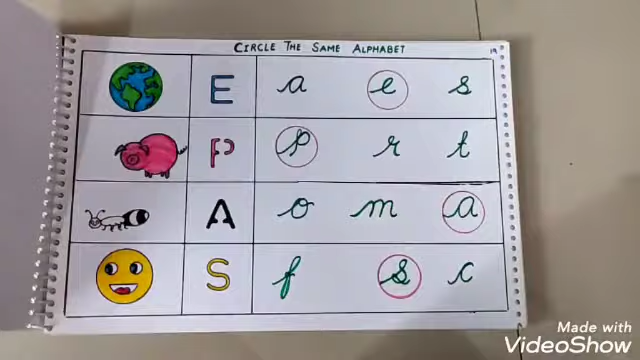 CIRCLE THE SAME ALPHABET
19
E a e s
P p r t
A o m a
S f s c
Made with
VideoShow